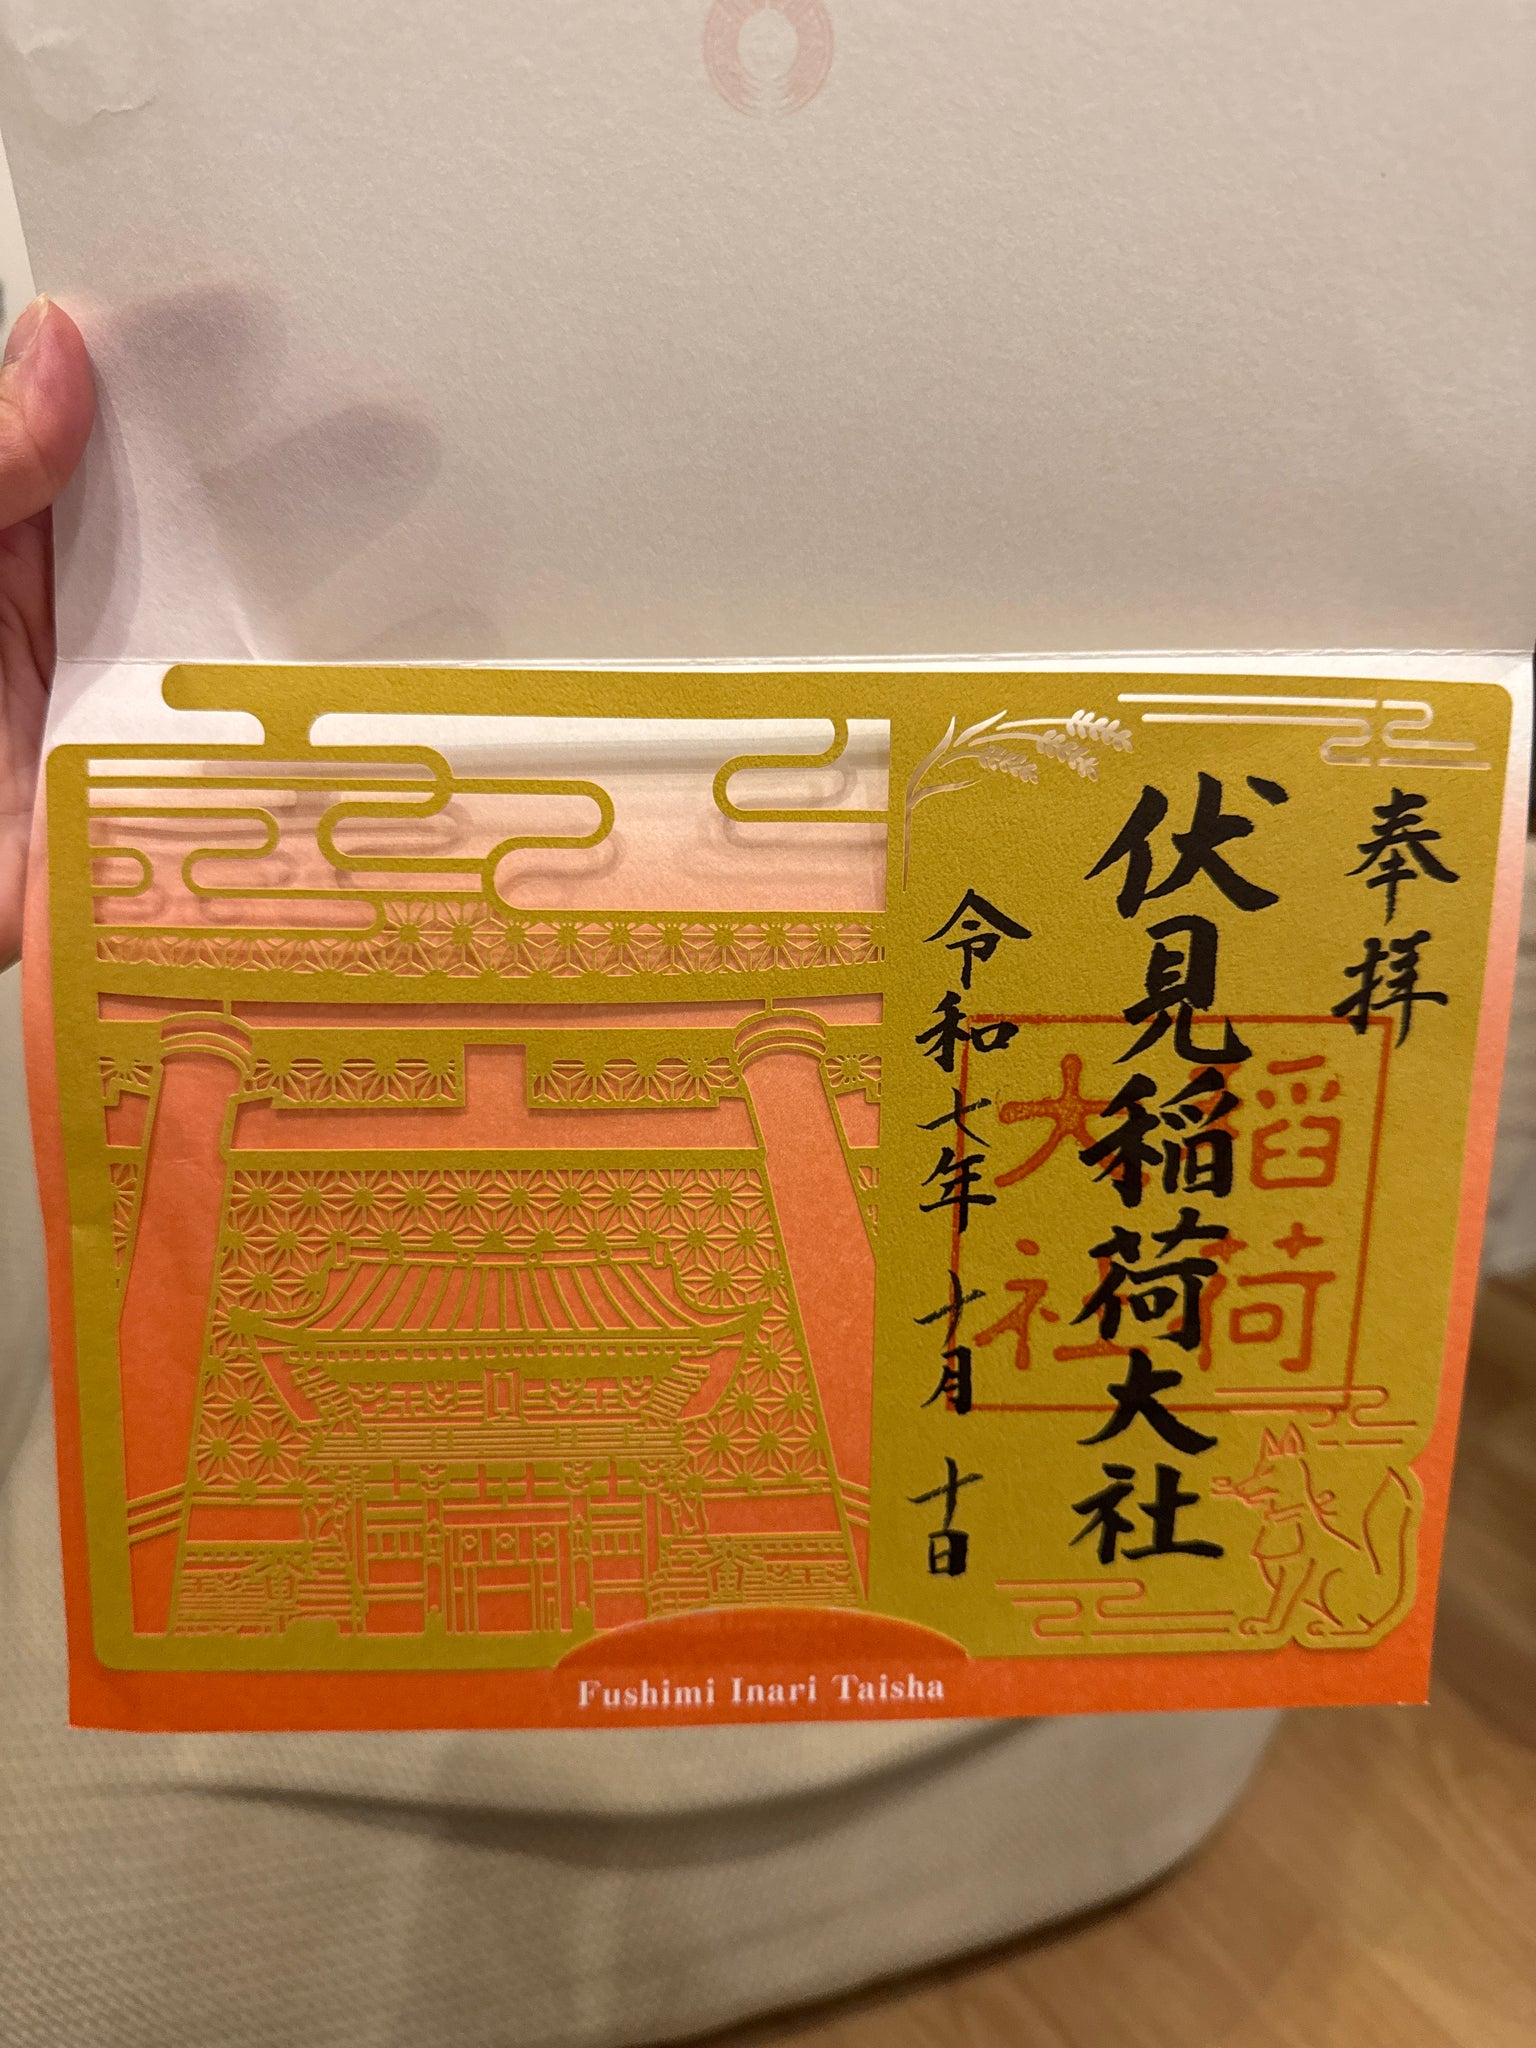 奉拝
伏見稲荷大社
稲荷
大社
令和七年十月十日
Fushimi Inari Taisha